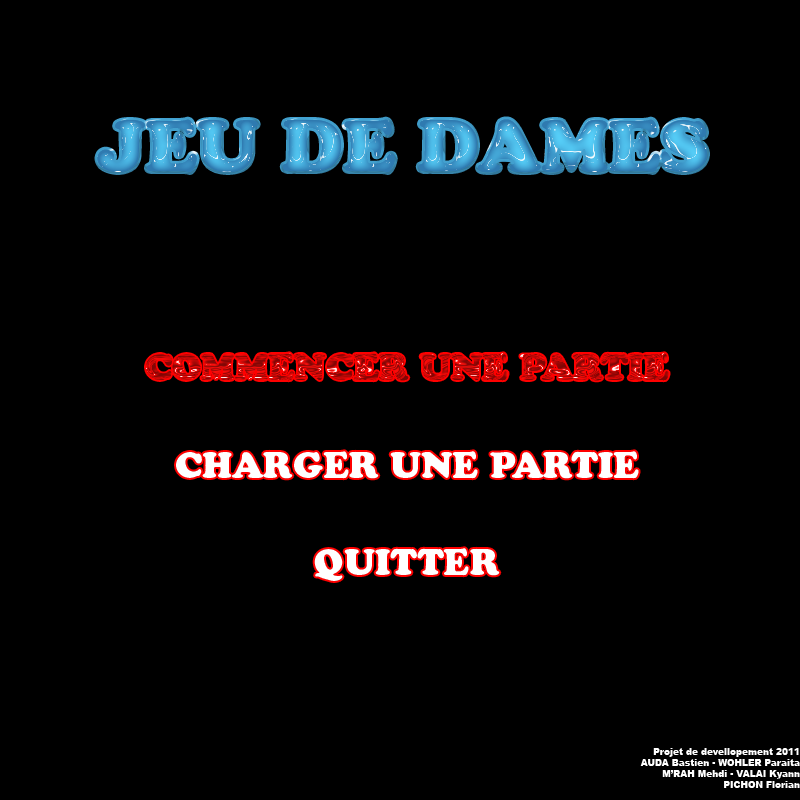 JEU DE DAMES
COMMENCER UNE PARTIE
CHARGER UNE PARTIE
QUITTER
Projet de devellopement 2011
AUDA Bastien - WOHLER Paraita
M'RAH Mehdi - VALAI Kyann
PICHON Florian